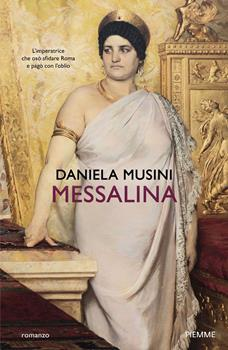 L'imperatrice
che osò sfidare Roma
e pagò con l'oblio
DANIELA MUSINI
MESSALINA
romanzo
PIEMME